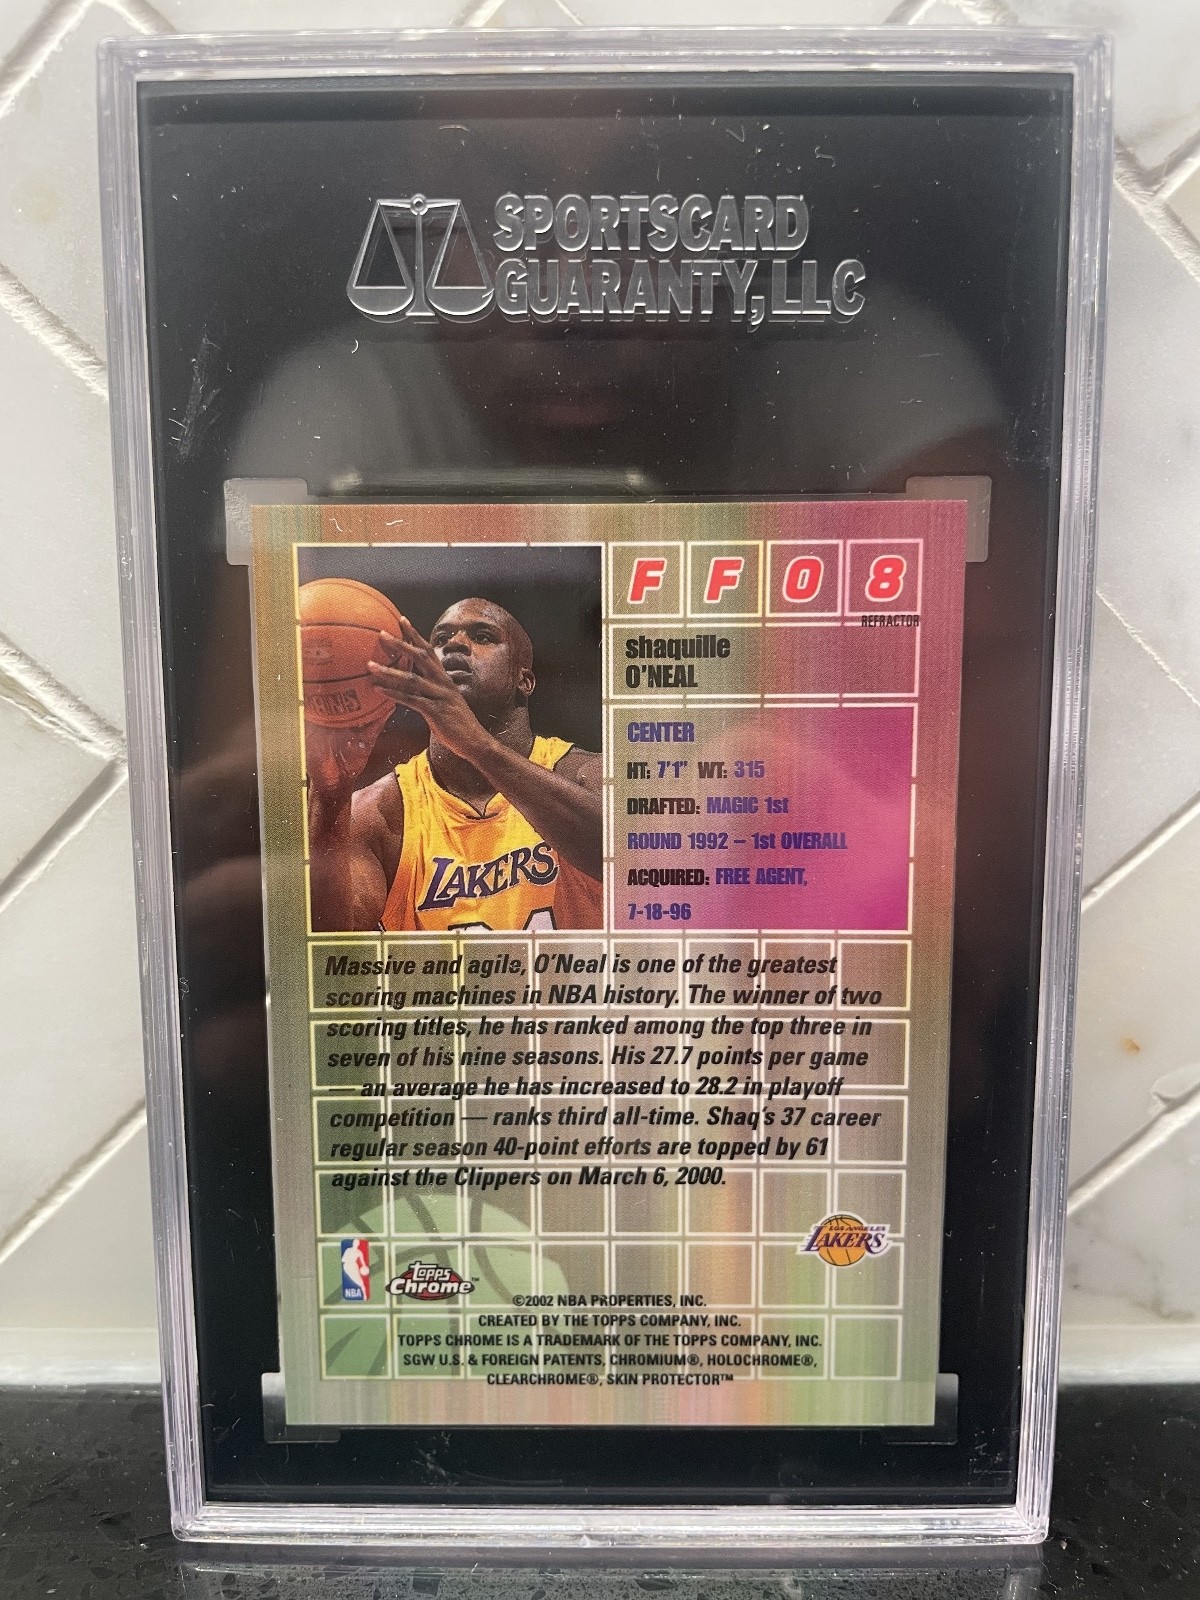 SPORTSCARD
GUARANTY, LLC
FF08
REFRACTOR
shaquille
O'NEAL
CENTER
HT: 7'1" WT: 315
DRAFTED: MAGIC 1st
ROUND 1992 – 1st OVERALL
ACQUIRED: FREE AGENT,
7-18-96
LAKERS
Massive and agile, O'Neal is one of the greatest
scoring machines in NBA history. The winner of two
scoring titles, he has ranked among the top three in
seven of his nine seasons. His 27.7 points per game
— an average he has increased to 28.2 in playoff
competition — ranks third all-time. Shaq's 37 career
regular season 40-point efforts are topped by 61
against the Clippers on March 6, 2000.
LOS ANGELES
LAKERS
NBA
Topps
Chrome™
©2002 NBA PROPERTIES, INC.
CREATED BY THE TOPPS COMPANY, INC.
TOPPS CHROME IS A TRADEMARK OF THE TOPPS COMPANY, INC.
SGW U.S. & FOREIGN PATENTS, CHROMIUM®, HOLOCHROME®,
CLEARCHROME®, SKIN PROTECTOR™